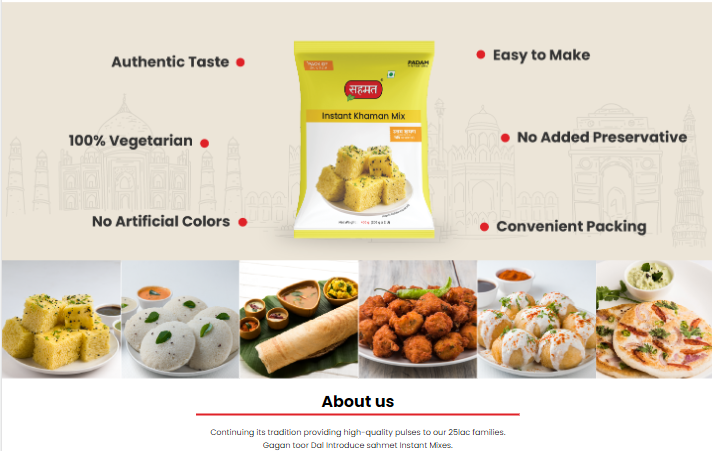 Authentic Taste
Easy to Make
PADAM
सहमत
Instant Khaman Mix
100% Vegetarian
No Added Preservative
No Artificial Colors
Convenient Packing
About us
Continuing its tradition providing high-quality pulses to our 25lac families.
Gagan toor Dal Introduce sahmet Instant Mixes.